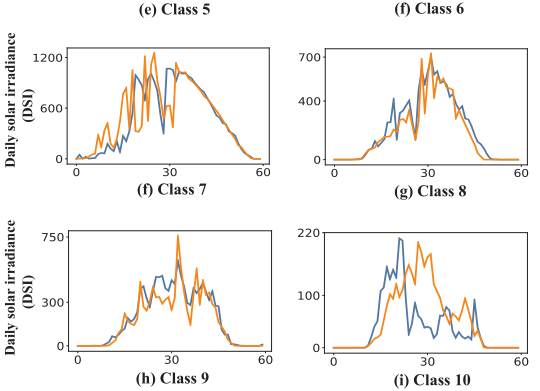 (e) Class 5 (f) Class 6
Daily solar irradiance
(DSI)
1200
600
0
0 30 60
700
400
0
0 30 60
(f) Class 7 (g) Class 8
Daily solar irradiance
(DSI)
750
300
0
0 30 60
220
100
0
0 30 60
(h) Class 9 (i) Class 10